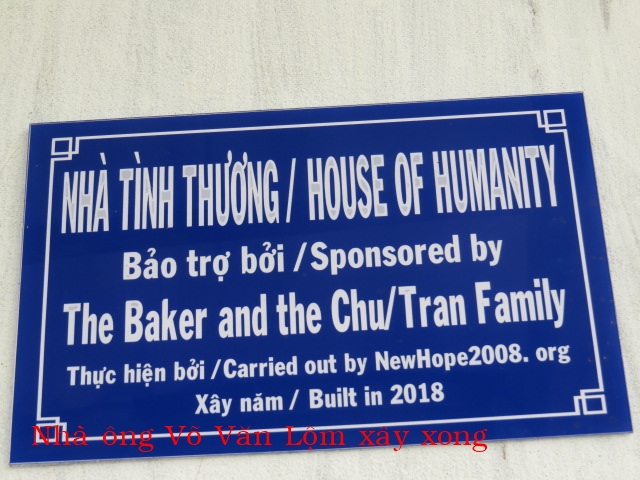 NHÀ TÌNH THƯƠNG / HOUSE OF HUMANITY
Bảo trợ bởi / Sponsored by
The Baker and the Chu/Tran Family
Thực hiện bởi / Carried out by NewHope2008. org
Xây năm / Built in 2018
Nhà ông Võ Văn Lộm xây xong